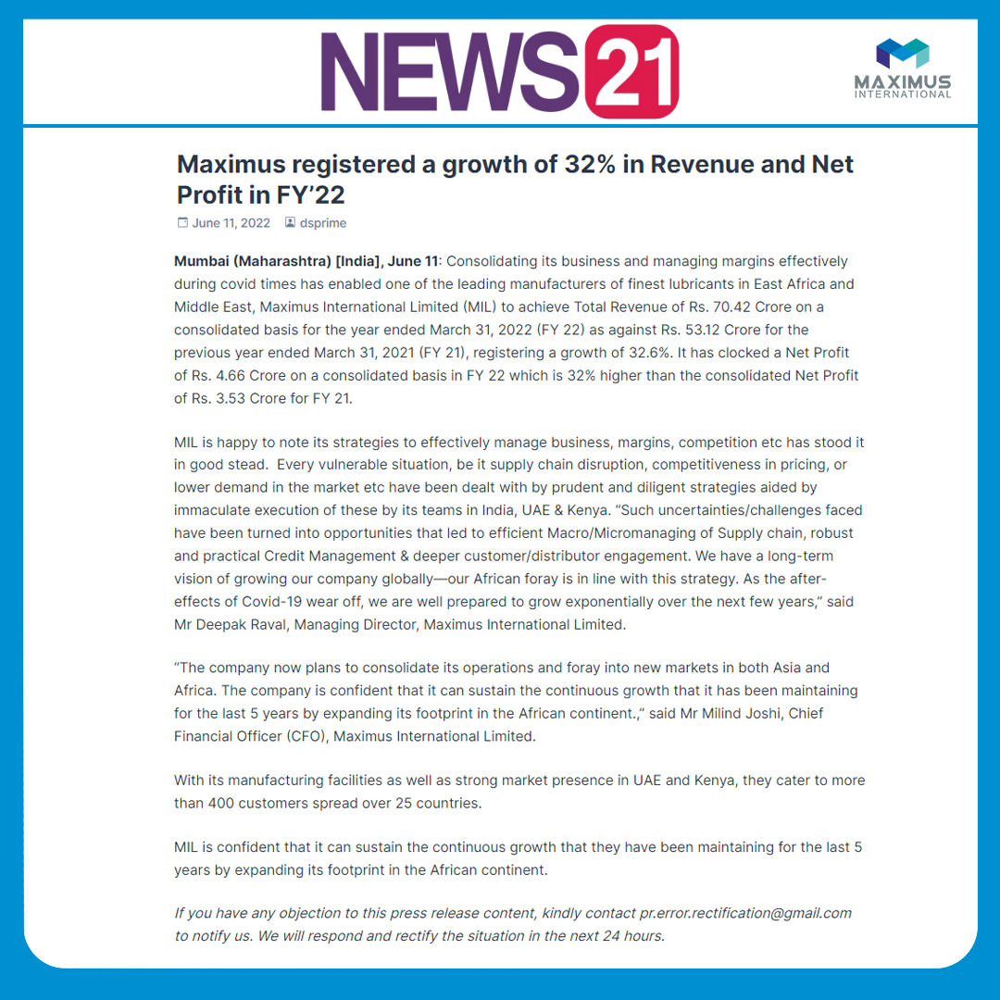 NEWS 21
MAXIMUS
INTERNATIONAL
Maximus registered a growth of 32% in Revenue and Net
Profit in FY’22
June 11, 2022 dsprime
Mumbai (Maharashtra) [India], June 11: Consolidating its business and managing margins effectively
during covid times has enabled one of the leading manufacturers of finest lubricants in East Africa and
Middle East, Maximus International Limited (MIL) to achieve Total Revenue of Rs. 70.42 Crore on a
consolidated basis for the year ended March 31, 2022 (FY 22) as against Rs. 53.12 Crore for the
previous year ended March 31, 2021 (FY 21), registering a growth of 32.6%. It has clocked a Net Profit
of Rs. 4.66 Crore on a consolidated basis in FY 22 which is 32% higher than the consolidated Net Profit
of Rs. 3.53 Crore for FY 21.
MIL is happy to note its strategies to effectively manage business, margins, competition etc has stood it
in good stead.  Every vulnerable situation, be it supply chain disruption, competitiveness in pricing, or
lower demand in the market etc have been dealt with by prudent and diligent strategies aided by
immaculate execution of these by its teams in India, UAE & Kenya. “Such uncertainties/challenges faced
have been turned into opportunities that led to efficient Macro/Micromanaging of Supply chain, robust
and practical Credit Management & deeper customer/distributor engagement. We have a long-term
vision of growing our company globally—our African foray is in line with this strategy. As the after-
effects of Covid-19 wear off, we are well prepared to grow exponentially over the next few years,” said
Mr Deepak Raval, Managing Director, Maximus International Limited.
“The company now plans to consolidate its operations and foray into new markets in both Asia and
Africa. The company is confident that it can sustain the continuous growth that it has been maintaining
for the last 5 years by expanding its footprint in the African continent.,” said Mr Milind Joshi, Chief
Financial Officer (CFO), Maximus International Limited.
With its manufacturing facilities as well as strong market presence in UAE and Kenya, they cater to more
than 400 customers spread over 25 countries.
MIL is confident that it can sustain the continuous growth that they have been maintaining for the last 5
years by expanding its footprint in the African continent.
If you have any objection to this press release content, kindly contact pr.error.rectification@gmail.com
to notify us. We will respond and rectify the situation in the next 24 hours.